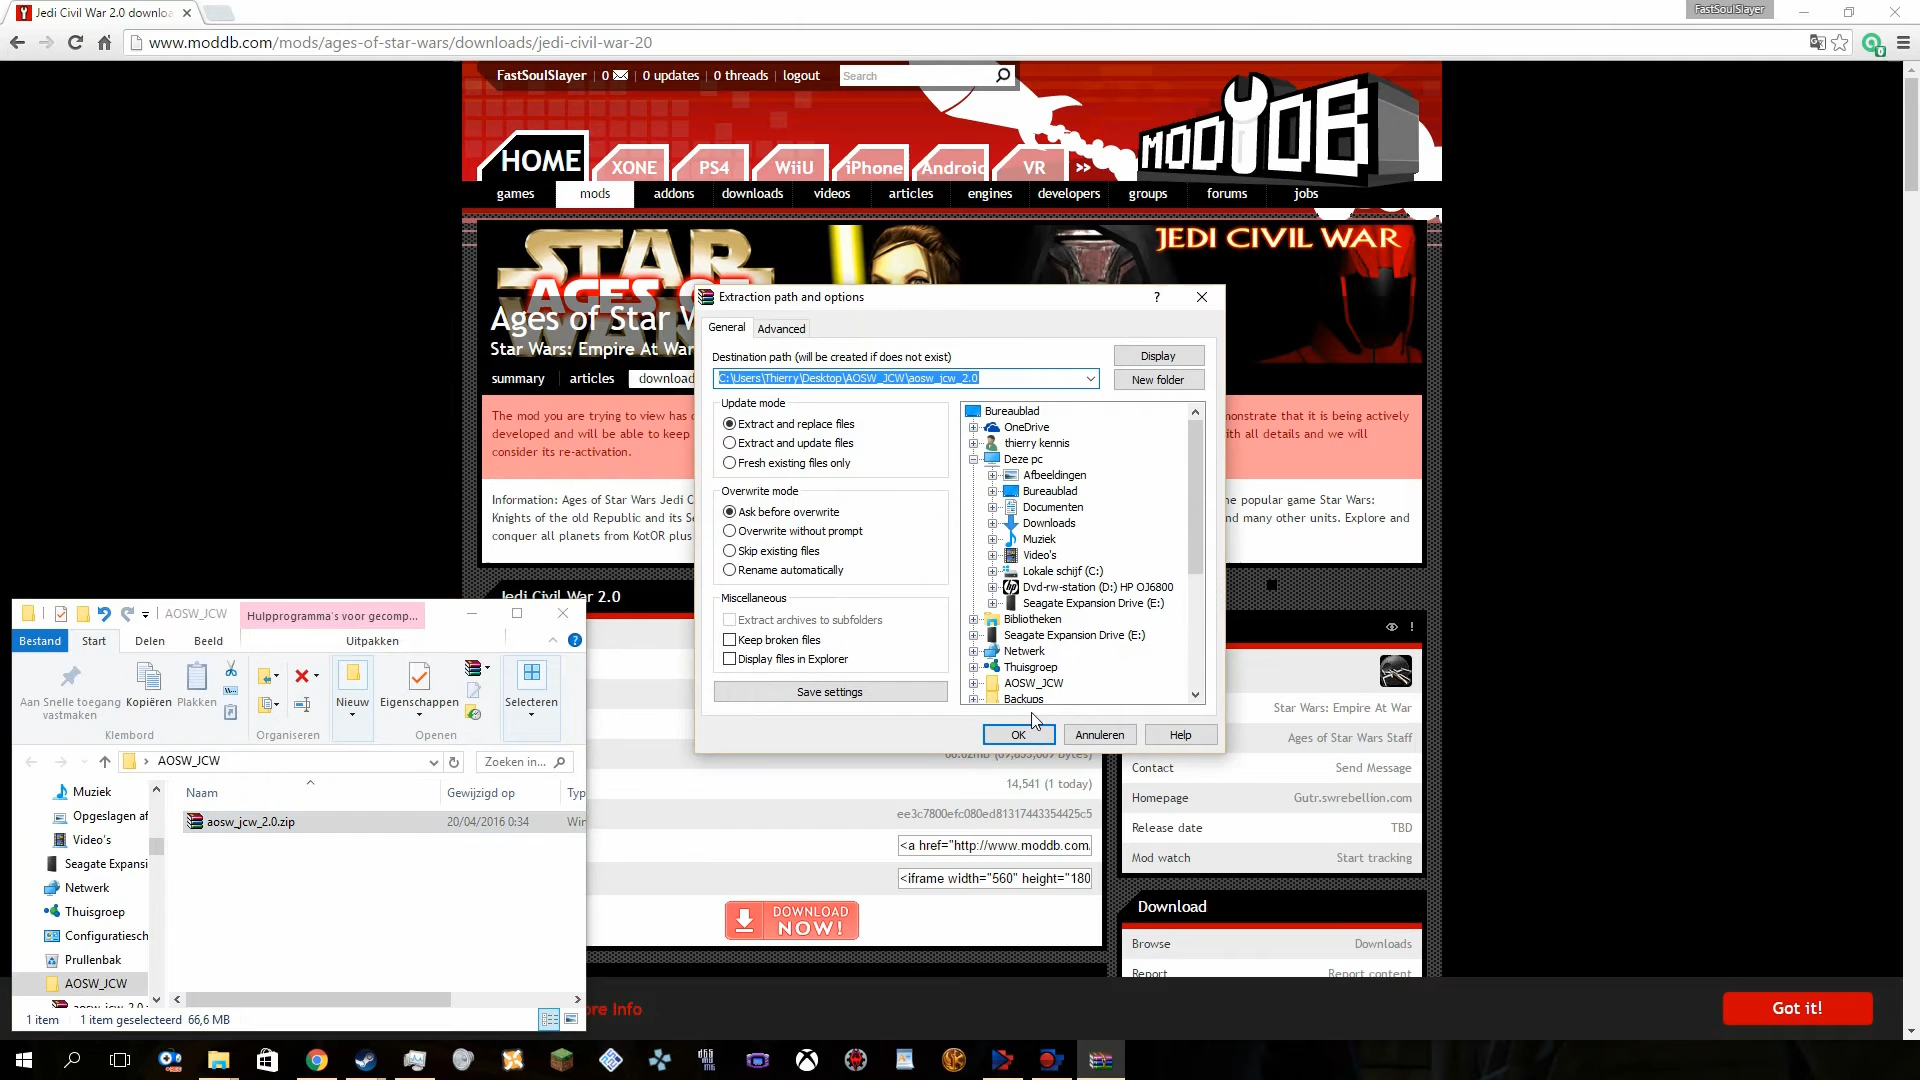 Jedi Civil War 2.0 downloa
FastSoulSlayer
www.moddb.com/mods/ages-of-star-wars/downloads/jedi-civil-war-20
FastSoulSlayer | 0 | 0 updates | 0 threads | logout
Search
MODDB
HOME XONE PS4 WiiU iPhone Android VR »
games mods addons downloads videos articles engines developers groups forums jobs
STAR
AGES OF
JEDI CIVIL WAR
Ages of Star W
Star Wars: Empire At War
summary articles download
The mod you are trying to view has
developed and will be able to keep
consider its re-activation.
monstrate that it is being actively
ith all details and we will
Information: Ages of Star Wars Jedi C
Knights of the old Republic and its Se
conquer all planets from KotOR plus
he popular game Star Wars:
nd many other units. Explore and
Jedi Civil War 2.0
Extraction path and options
? 
General Advanced
Destination path (will be created if does not exist)
Display
C:\Users\Thierry\Desktop\AOSW_JCW\aosw_jcw_2.0
New folder
Update mode
Extract and replace files
Extract and update files
Fresh existing files only
Overwrite mode
Ask before overwrite
Overwrite without prompt
Skip existing files
Rename automatically
Miscellaneous
Extract archives to subfolders
Keep broken files
Display files in Explorer
Save settings
Bureaublad
OneDrive
thierry kennis
Deze pc
Afbeeldingen
Bureaublad
Documenten
Downloads
Muziek
Video's
Lokale schijf (C:)
Dvd-rw-station (D:) HP OJ6800
Seagate Expansion Drive (E:)
Bibliotheken
Seagate Expansion Drive (E:)
Netwerk
Thuisgroep
AOSW_JCW
Backups
OK Annuleren Help
14,541 (1 today)
ee3c7800efc080ed81317443354425c5
<a href="http://www.moddb.com.
<iframe width="560" height="180
DOWNLOAD
NOW!
Star Wars: Empire At War
Ages of Star Wars Staff
Contact Send Message
Homepage Gutr.swrebellion.com
Release date TBD
Mod watch Start tracking
Download
Browse Downloads
Report Report content
ore Info
Got it!
AOSW_JCW
Hulpprogramma's voor gecomp...
Bestand Start Delen Beeld Uitpakken
Aan Snelle toegang
vastmaken
Kopiëren
Plakken
Nieuw
Eigenschappen
Selecteren
Klembord
Organiseren
Openen
AOSW_JCW
Zoeken in...
Naam Gewijzigd op Typ
aosw_jcw_2.0.zip 20/04/2016 0:34 Win
Muziek
Opgeslagen af
Video's
Seagate Expansi
Netwerk
Thuisgroep
Configuratiesch
Prullenbak
AOSW_JCW
1 item 1 item geselecteerd 66,6 MB